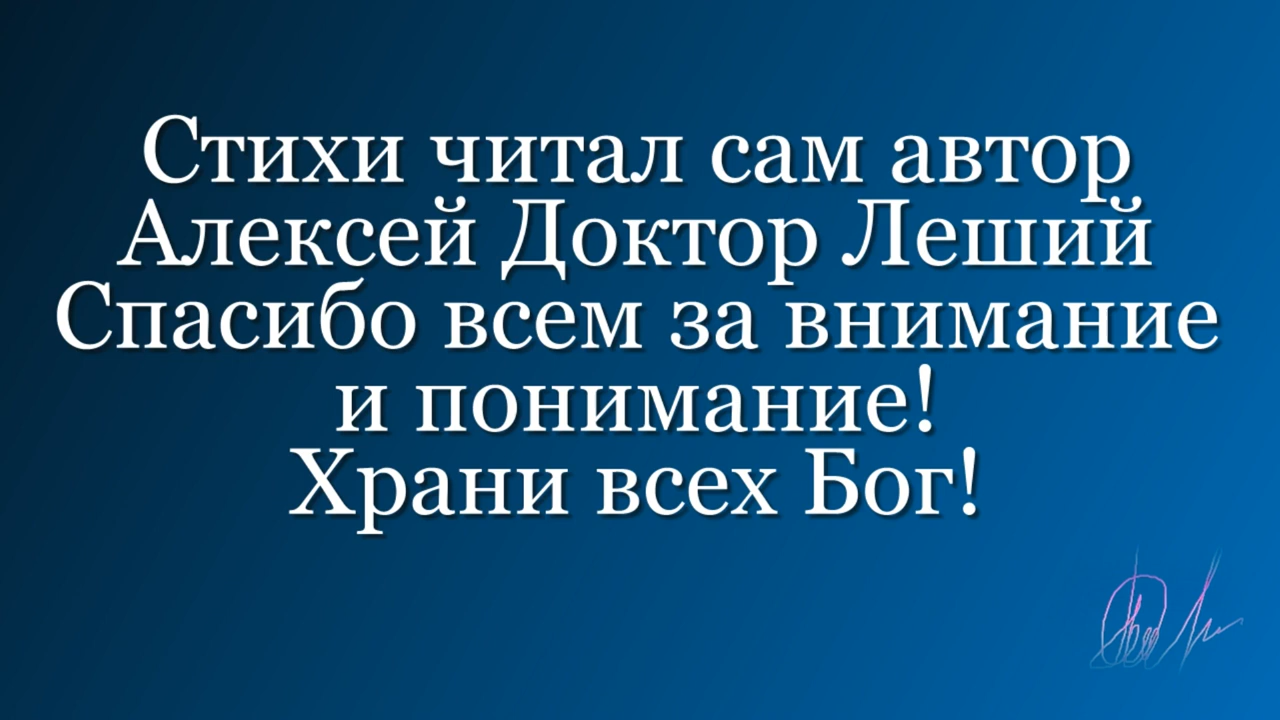 Стихи читал сам автор
Алексей Доктор Леший
Спасибо всем за внимание
и понимание!
Храни всех Бог!